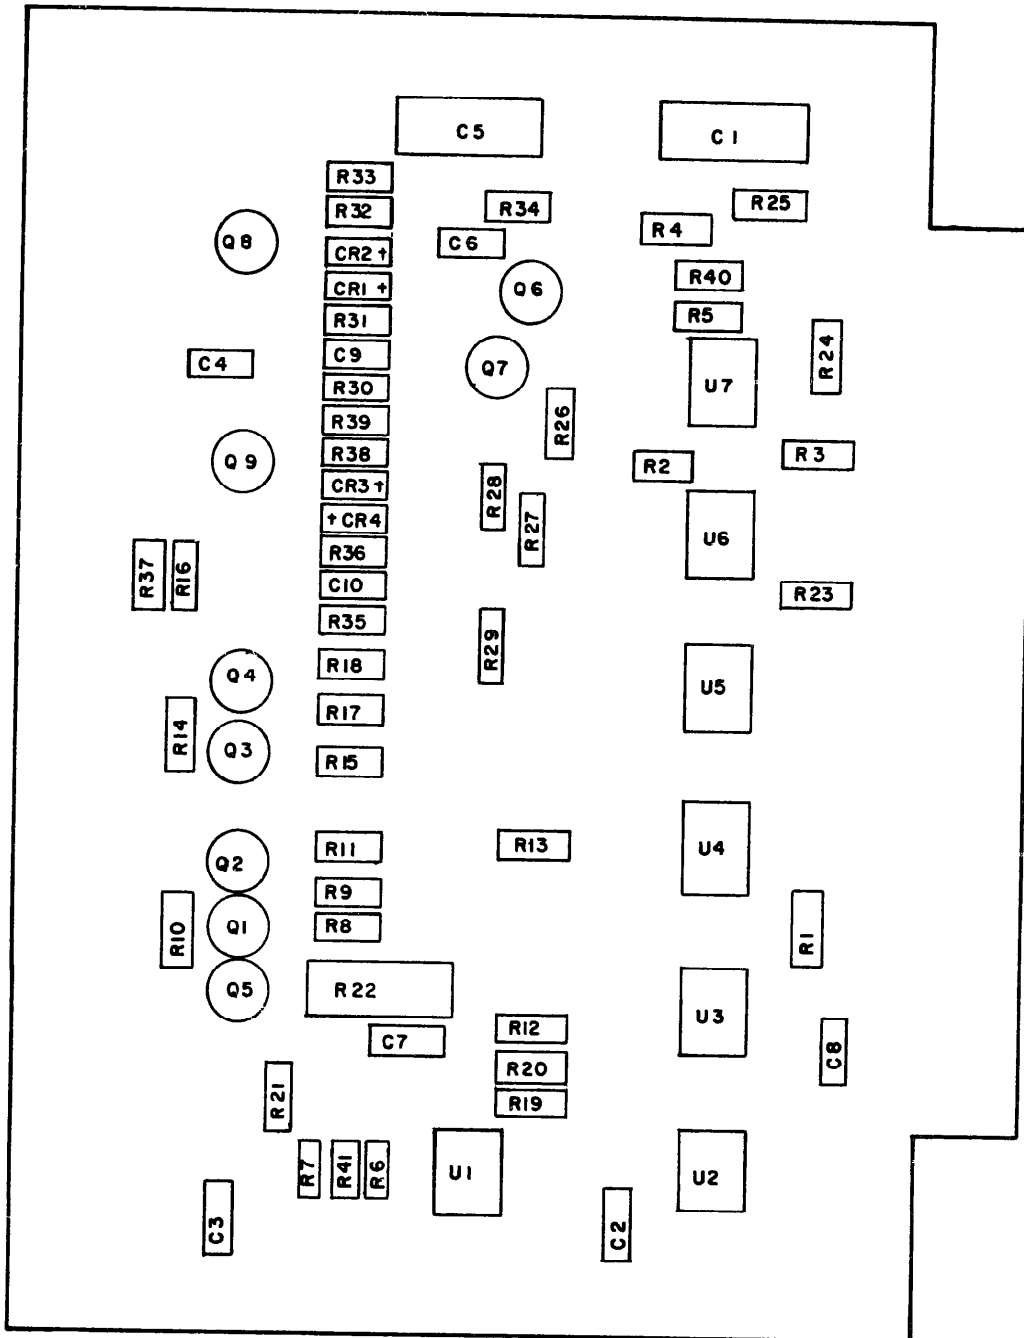 C5
C1
R33
R32
R34
R25
Q8
C6
R4
CR2 †
CR1 †
Q6
R40
R31
R5
C4
C9
Q7
R24
R30
U7
R39
R26
R38
Q9
R2
R3
CR3 †
R28
† CR4
R27
U6
R36
R37
R16
C10
R23
R35
R18
R29
Q4
U5
R17
R14
Q3
R15
R11
R13
Q2
U4
R9
R8
R10
Q1
R1
R22
Q5
R12
U3
C7
C8
R20
R21
R19
R7
R41
R6
U1
U2
C3
C2